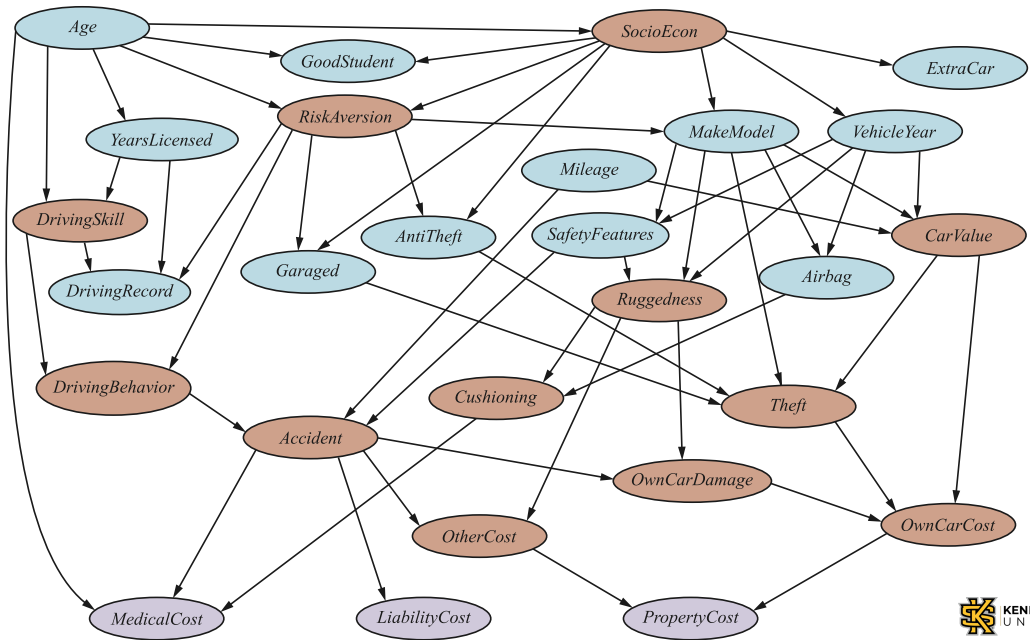 Age
SocioEcon
GoodStudent
ExtraCar
RiskAversion
YearsLicensed
MakeModel
VehicleYear
Mileage
DrivingSkill
AntiTheft
SafetyFeatures
CarValue
Garaged
Airbag
DrivingRecord
Ruggedness
DrivingBehavior
Cushioning
Theft
Accident
OwnCarDamage
OwnCarCost
OtherCost
MedicalCost
LiabilityCost
PropertyCost